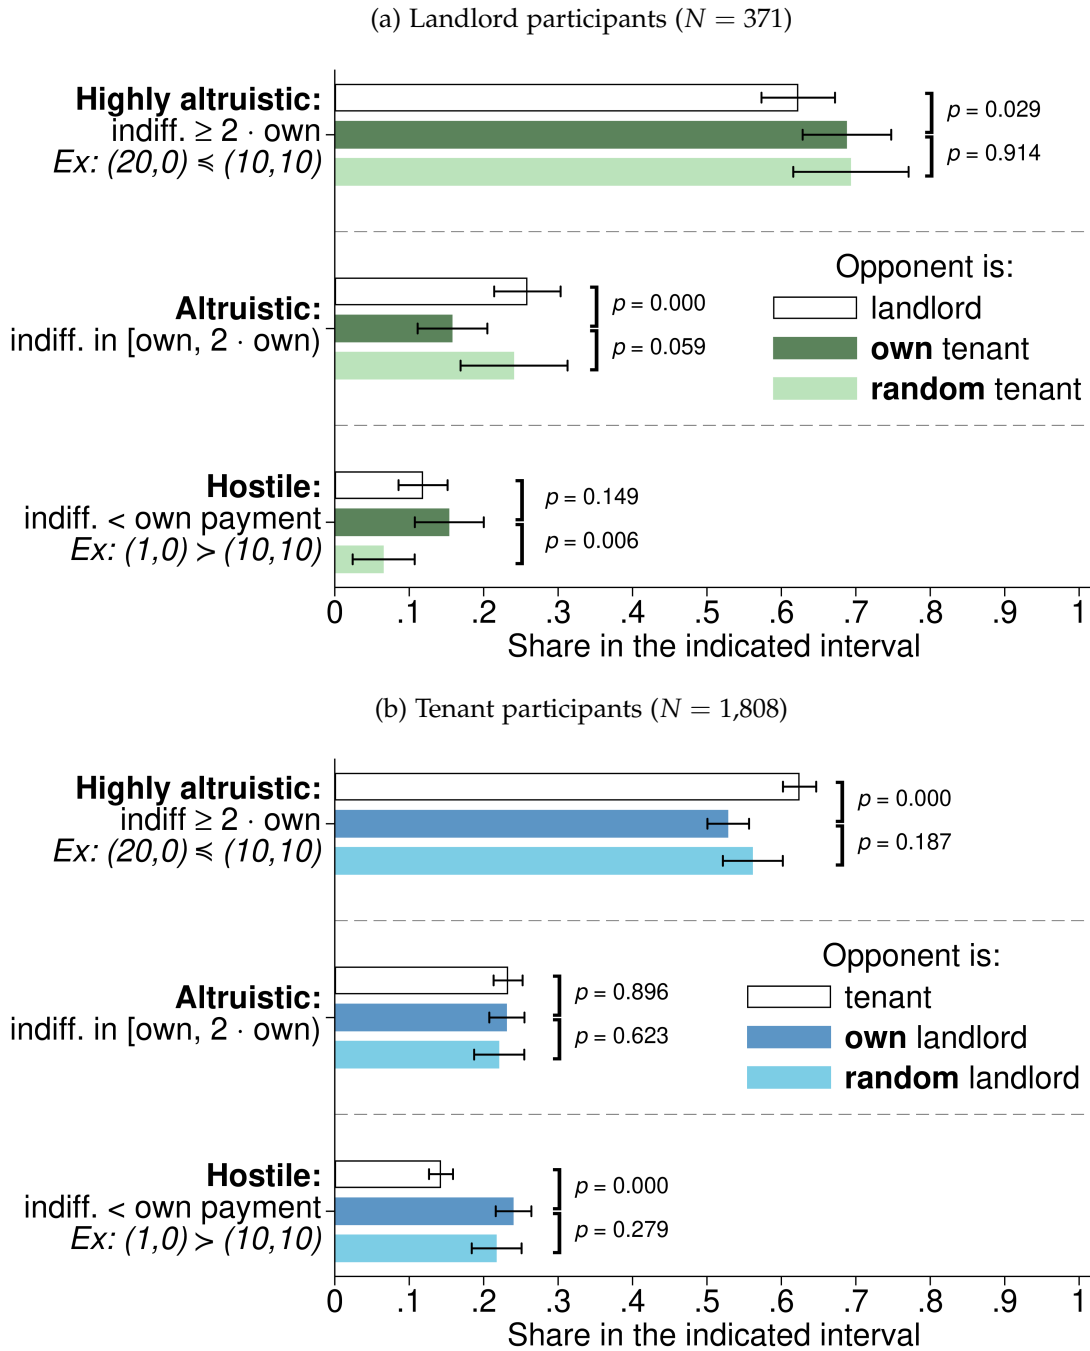 (a) Landlord participants (N = 371)
Highly altruistic:
indiff. ≥ 2 · own
Ex: (20,0) ≼ (10,10)
p = 0.029
p = 0.914
Altruistic:
indiff. in [own, 2 · own)
p = 0.000
p = 0.059
Opponent is:
landlord
own tenant
random tenant
Hostile:
indiff. < own payment
Ex: (1,0) ≻ (10,10)
p = 0.149
p = 0.006
0 .1 .2 .3 .4 .5 .6 .7 .8 .9 1
Share in the indicated interval
(b) Tenant participants (N = 1,808)
Highly altruistic:
indiff ≥ 2 · own
Ex: (20,0) ≼ (10,10)
p = 0.000
p = 0.187
Altruistic:
indiff. in [own, 2 · own)
p = 0.896
p = 0.623
Opponent is:
tenant
own landlord
random landlord
Hostile:
indiff. < own payment
Ex: (1,0) ≻ (10,10)
p = 0.000
p = 0.279
0 .1 .2 .3 .4 .5 .6 .7 .8 .9 1
Share in the indicated interval